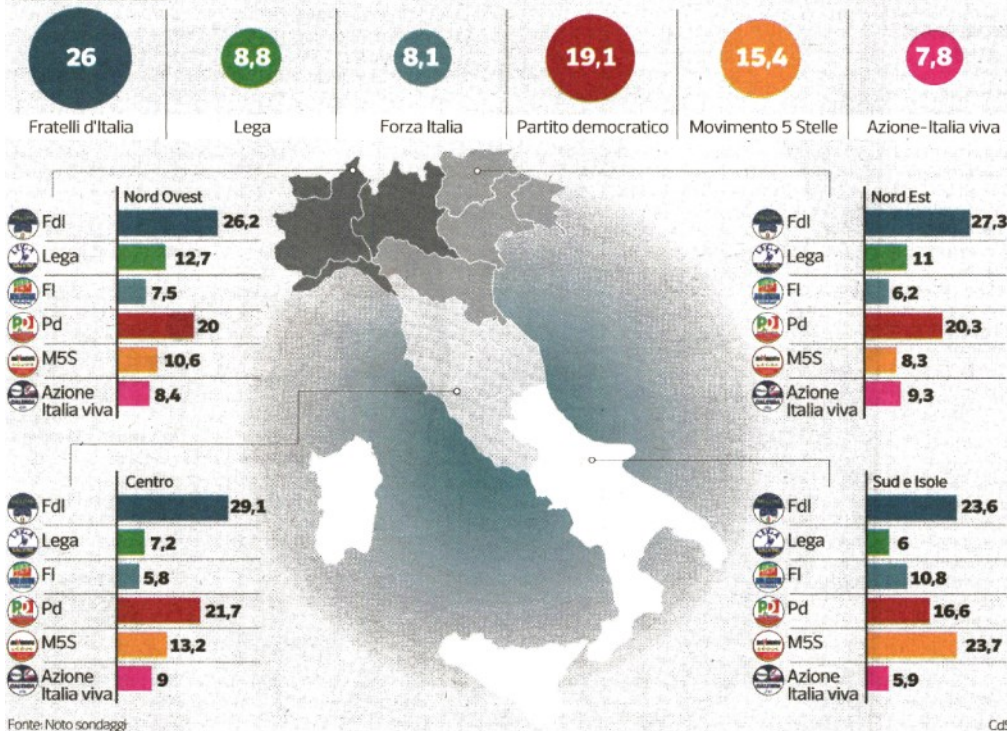 26
8,8
8,1
19,1
15,4
7,8
Fratelli d'Italia
Lega
Forza Italia
Partito democratico
Movimento 5 Stelle
Azione-Italia viva
Nord Ovest
FdI 26,2
Lega 12,7
FI 7,5
Pd 20
M5S 10,6
Azione
Italia viva 8,4
Nord Est
FdI 27,3
Lega 11
FI 6,2
Pd 20,3
M5S 8,3
Azione
Italia viva 9,3
Centro
FdI 29,1
Lega 7,2
FI 5,8
Pd 21,7
M5S 13,2
Azione
Italia viva 9
Sud e Isole
FdI 23,6
Lega 6
FI 10,8
Pd 16,6
M5S 23,7
Azione
Italia viva 5,9
Fonte: Noto sondaggi
CdS